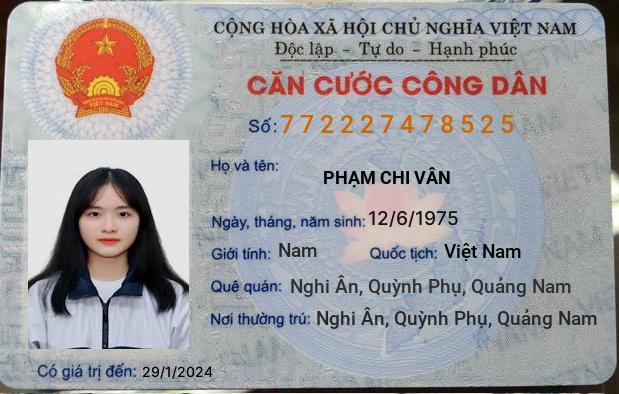 CỘNG HÒA XÃ HỘI CHỦ NGHĨA VIỆT NAM
Độc lập - Tự do - Hạnh phúc
CĂN CƯỚC CÔNG DÂN
Số: 772227478525
Họ và tên:
PHẠM CHI VÂN
Ngày, tháng, năm sinh: 12/6/1975
Giới tính: Nam Quốc tịch: Việt Nam
Quê quán: Nghi Ân, Quỳnh Phụ, Quảng Nam
Nơi thường trú: Nghi Ân, Quỳnh Phụ, Quảng Nam
Có giá trị đến: 29/1/2024
VIỆT NAM